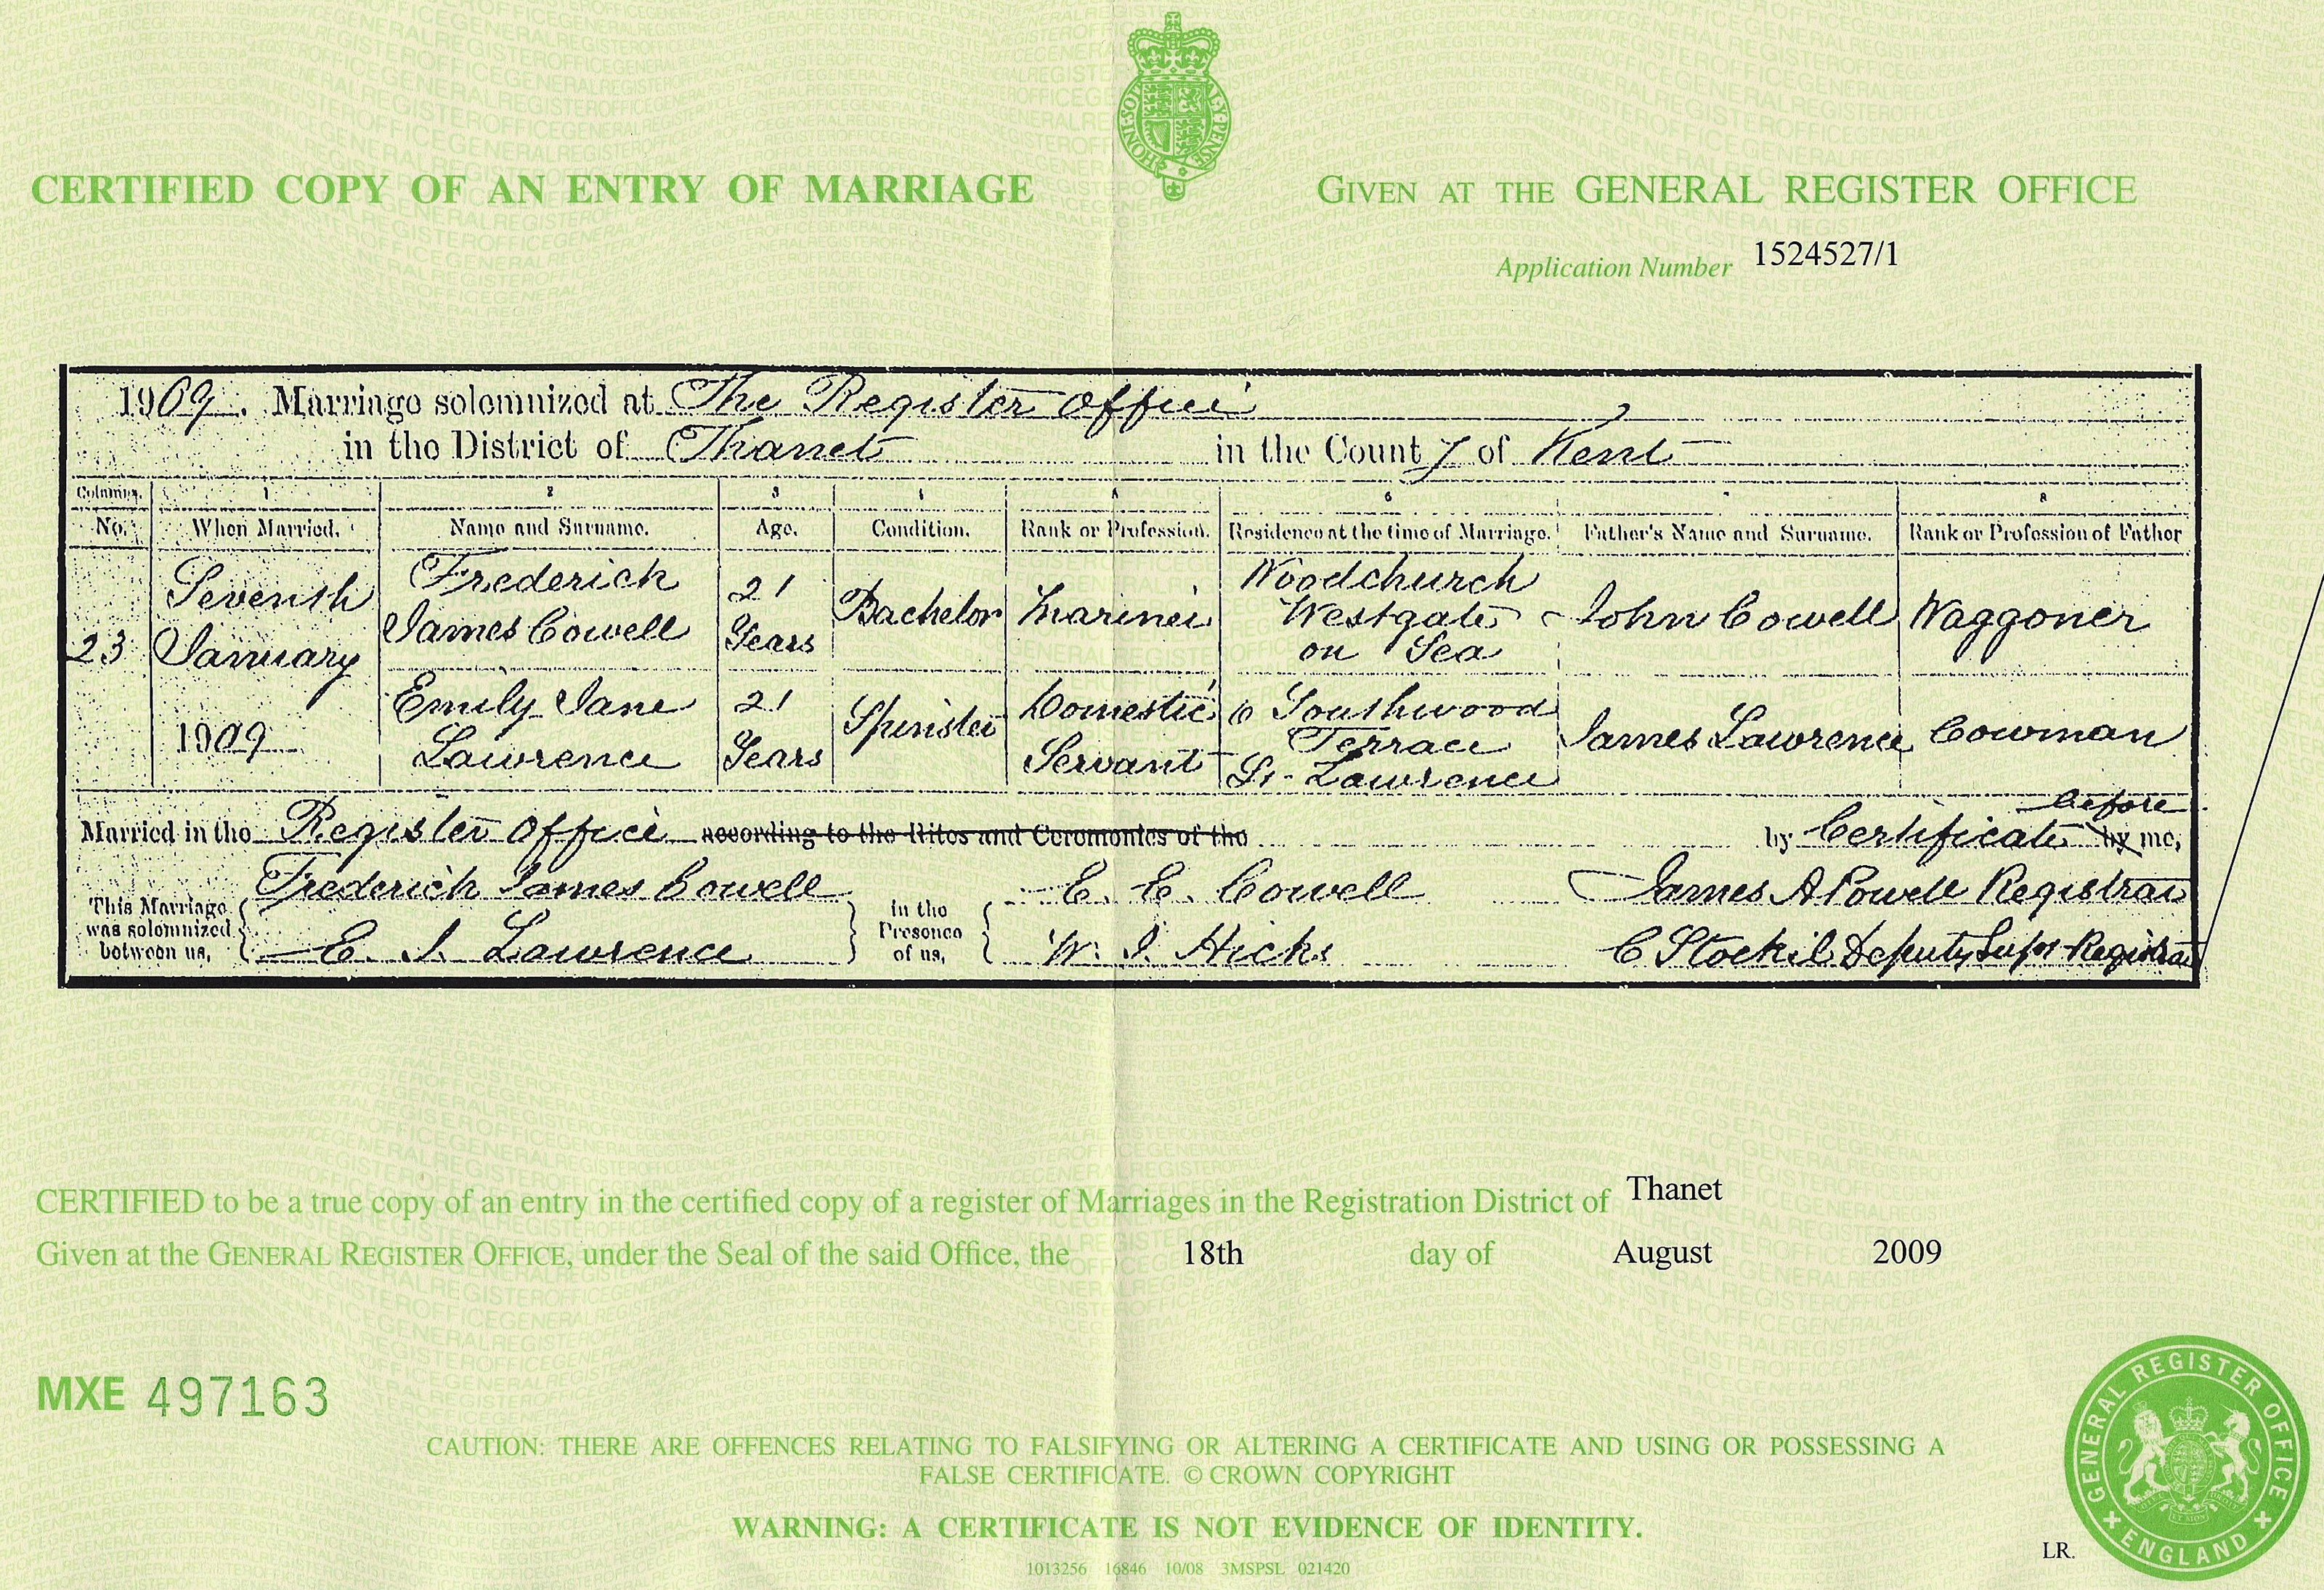 HONI·SOIT·QUI·MAL·Y·PENSE
CERTIFIED COPY OF AN ENTRY OF MARRIAGE
GIVEN AT THE GENERAL REGISTER OFFICE
Application Number 1524527/1
1909. Marriage solemnized at The Register Office
in the District of Thanet in the County of Kent
Columns. 1 2 3 4 5 6 7 8
No. When Married. Name and Surname. Age. Condition. Rank or Profession. Residence at the time of Marriage. Father's Name and Surname. Rank or Profession of Father
23 Seventh January 1909
Frederick James Cowell 21 Years Bachelor Mariner Woodchurch Westgate on Sea John Cowell Waggoner
Emily Jane Lawrence 21 Years Spinster Domestic Servant 6 Southwood Terrace St. Lawrence James Lawrence Cowman
Married in the Register Office according to the Rites and Ceremonies of the by Certificate before by me,
This Marriage was solemnized between us,
Frederick James Cowell
E. J. Lawrence
in the Presence of us,
E. E. Cowell
W. J. Hicks
James A Powell Registrar
C Stockil Deputy Supt Registrar
CERTIFIED to be a true copy of an entry in the certified copy of a register of Marriages in the Registration District of Thanet
Given at the GENERAL REGISTER OFFICE, under the Seal of the said Office, the 18th day of August 2009
MXE 497163
CAUTION: THERE ARE OFFENCES RELATING TO FALSIFYING OR ALTERING A CERTIFICATE AND USING OR POSSESSING A
FALSE CERTIFICATE. © CROWN COPYRIGHT
WARNING: A CERTIFICATE IS NOT EVIDENCE OF IDENTITY.
1013256 16846 10/08 3MSPSL 021420
LR.
GENERAL REGISTER OFFICE
ENGLAND